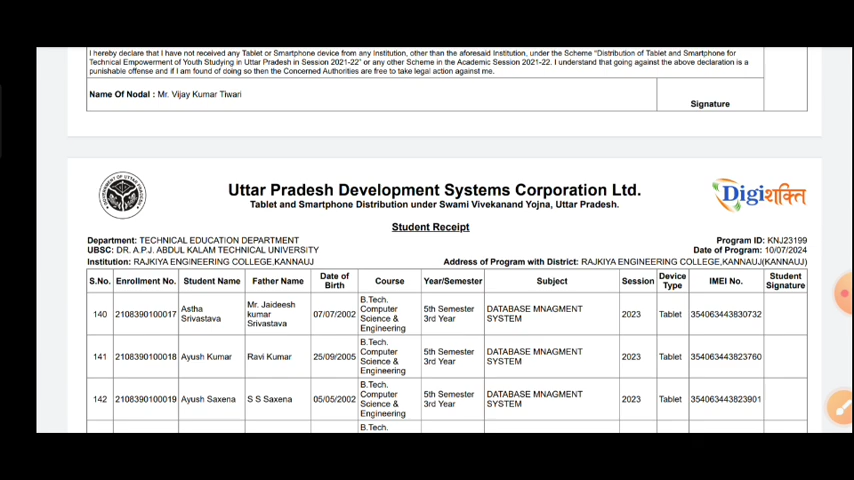 I hereby declare that I have not received any Tablet or Smartphone device from any Institution, other than the aforesaid Institution, under the Scheme "Distribution of Tablet and Smartphone for
Technical Empowerment of Youth Studying in Uttar Pradesh in Session 2021-22" or any other Scheme in the Academic Session 2021-22. I understand that going against the above declaration is a
punishable offense and if I am found of doing so then the Concerned Authorities are free to take legal action against me.
Name Of Nodal : Mr. Vijay Kumar Tiwari
Signature
Uttar Pradesh Development Systems Corporation Ltd.
Tablet and Smartphone Distribution under Swami Vivekanand Yojna, Uttar Pradesh.
Digiशक्ति
Student Receipt
Department: TECHNICAL EDUCATION DEPARTMENT Program ID: KNJ23199
UBSC: DR. A.P.J. ABDUL KALAM TECHNICAL UNIVERSITY Date of Program: 10/07/2024
Institution: RAJKIYA ENGINEERING COLLEGE,KANNAUJ Address of Program with District: RAJKIYA ENGINEERING COLLEGE,KANNAUJ(KANNAUJ)
S.No. Enrollment No. Student Name Father Name Date of Birth Course Year/Semester Subject Session Device Type IMEI No. Student Signature
140 2108390100017 Astha Srivastava Mr. Jaideesh kumar Srivastava 07/07/2002 B.Tech. Computer Science & Engineering 5th Semester 3rd Year DATABASE MNAGMENT SYSTEM 2023 Tablet 354063443830732
141 2108390100018 Ayush Kumar Ravi Kumar 25/09/2005 B.Tech. Computer Science & Engineering 5th Semester 3rd Year DATABASE MNAGMENT SYSTEM 2023 Tablet 354063443823760
142 2108390100019 Ayush Saxena S S Saxena 05/05/2002 B.Tech. Computer Science & Engineering 5th Semester 3rd Year DATABASE MNAGMENT SYSTEM 2023 Tablet 354063443823901
B.Tech.